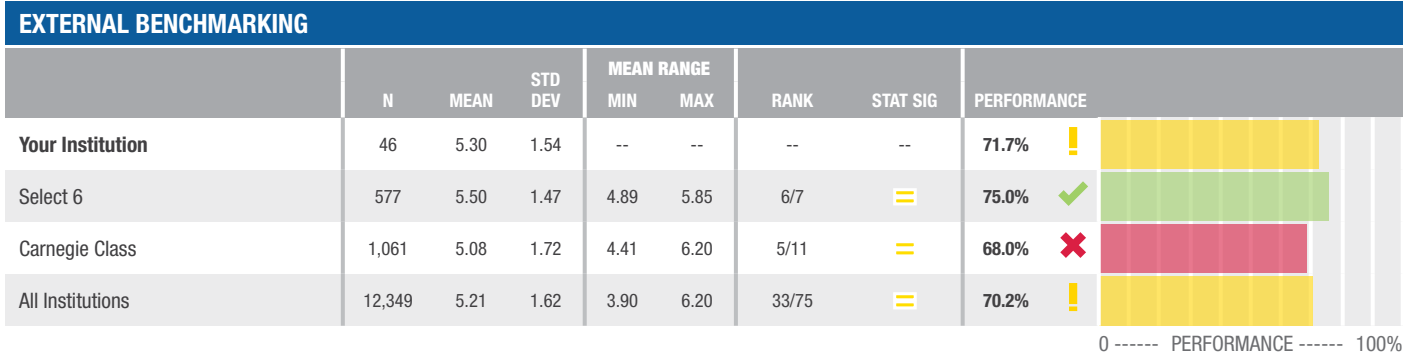 EXTERNAL BENCHMARKING
N MEAN STD DEV MEAN RANGE MIN MAX RANK STAT SIG PERFORMANCE
Your Institution 46 5.30 1.54 -- -- -- -- 71.7%
Select 6 577 5.50 1.47 4.89 5.85 6/7 = 75.0%
Carnegie Class 1,061 5.08 1.72 4.41 6.20 5/11 = 68.0%
All Institutions 12,349 5.21 1.62 3.90 6.20 33/75 = 70.2%
0 ------ PERFORMANCE ------ 100%